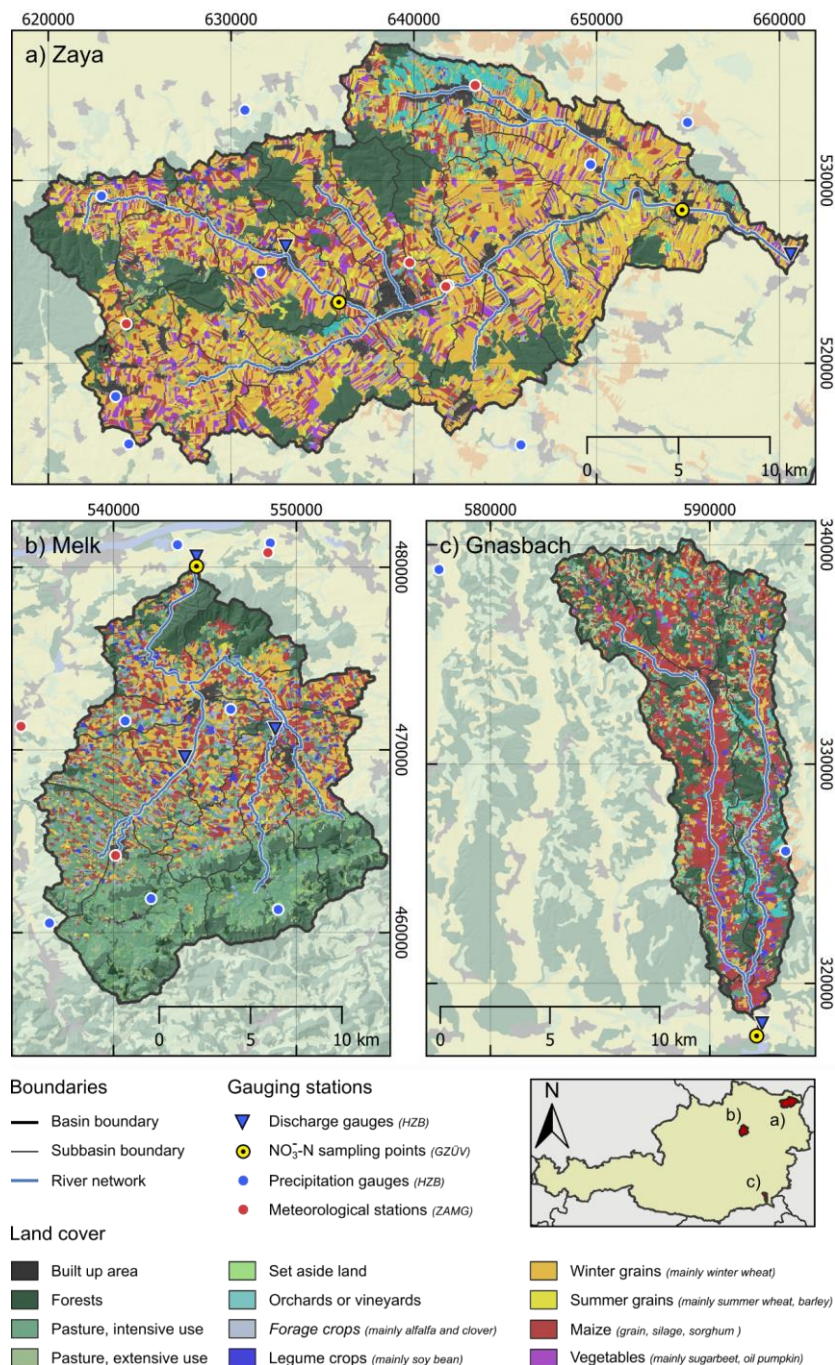 620000 630000 640000 650000 660000
a) Zaya
530000
520000
0 5 10 km
540000 550000
b) Melk
480000
470000
460000
0 5 10 km
580000 590000
c) Gnasbach
340000
330000
320000
0 5 10 km
Boundaries
Basin boundary
Subbasin boundary
River network
Gauging stations
Discharge gauges (HZB)
NO₃⁻-N sampling points (GZÜV)
Precipitation gauges (HZB)
Meteorological stations (ZAMG)
N
a)
b)
c)
Land cover
Built up area
Forests
Pasture, intensive use
Pasture, extensive use
Set aside land
Orchards or vineyards
Forage crops (mainly alfalfa and clover)
Legume crops (mainly soy bean)
Winter grains (mainly winter wheat)
Summer grains (mainly summer wheat, barley)
Maize (grain, silage, sorghum )
Vegetables (mainly sugarbeet, oil pumpkin)